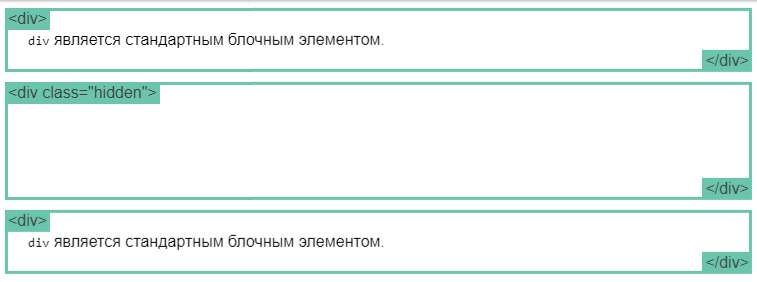 <div>
div является стандартным блочным элементом.
</div>
<div class="hidden">
</div>
<div>
div является стандартным блочным элементом.
</div>